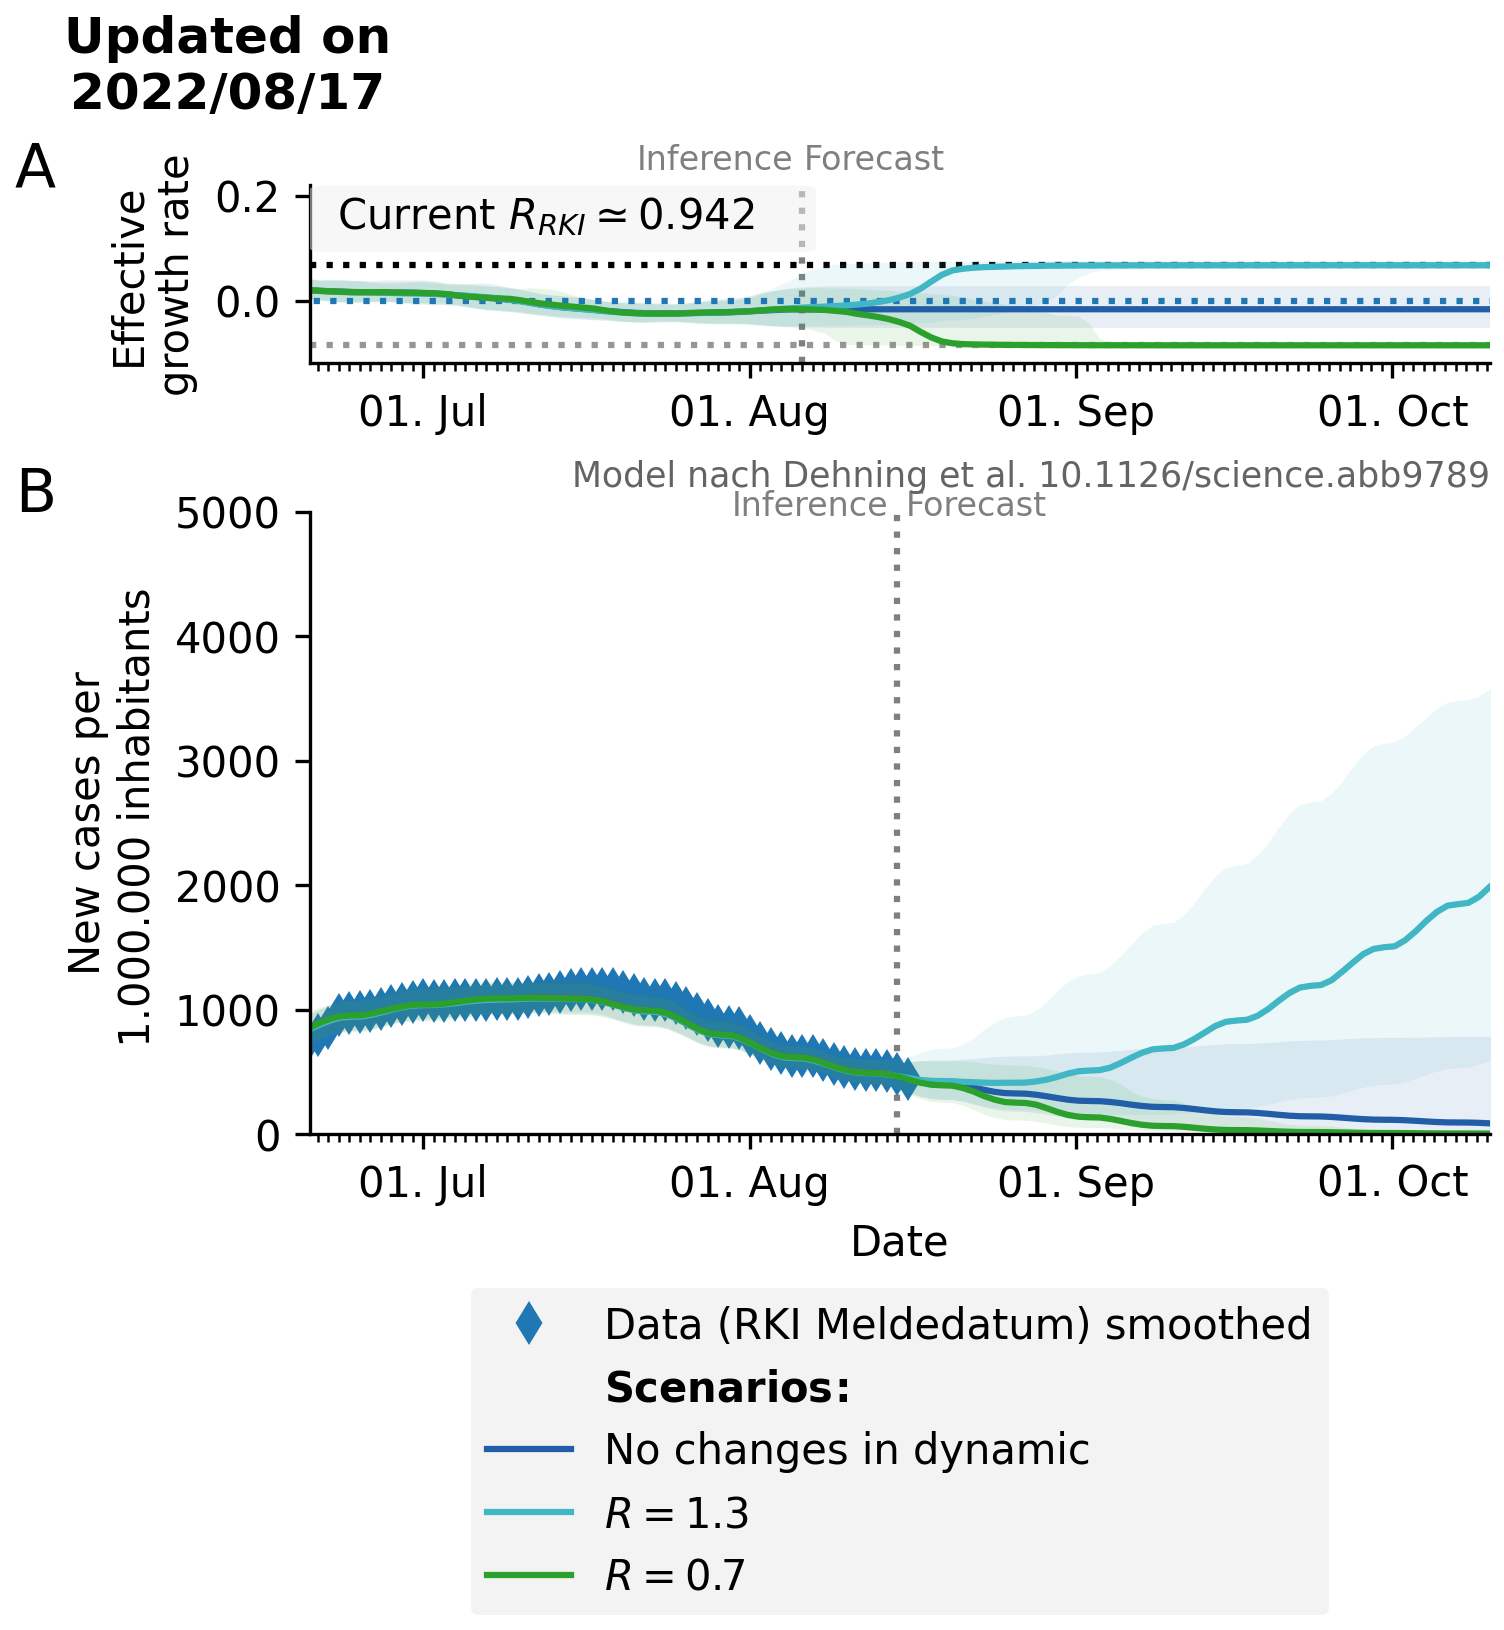 Updated on
2022/08/17
A
Inference Forecast
Effective
growth rate
0.2
0.0
Current R_RKI ≃ 0.942
01. Jul
01. Aug
01. Sep
01. Oct
B
Model nach Dehning et al. 10.1126/science.abb9789
Inference Forecast
New cases per
1.000.000 inhabitants
5000
4000
3000
2000
1000
0
01. Jul
01. Aug
01. Sep
01. Oct
Date
Data (RKI Meldedatum) smoothed
Scenarios:
No changes in dynamic
R = 1.3
R = 0.7